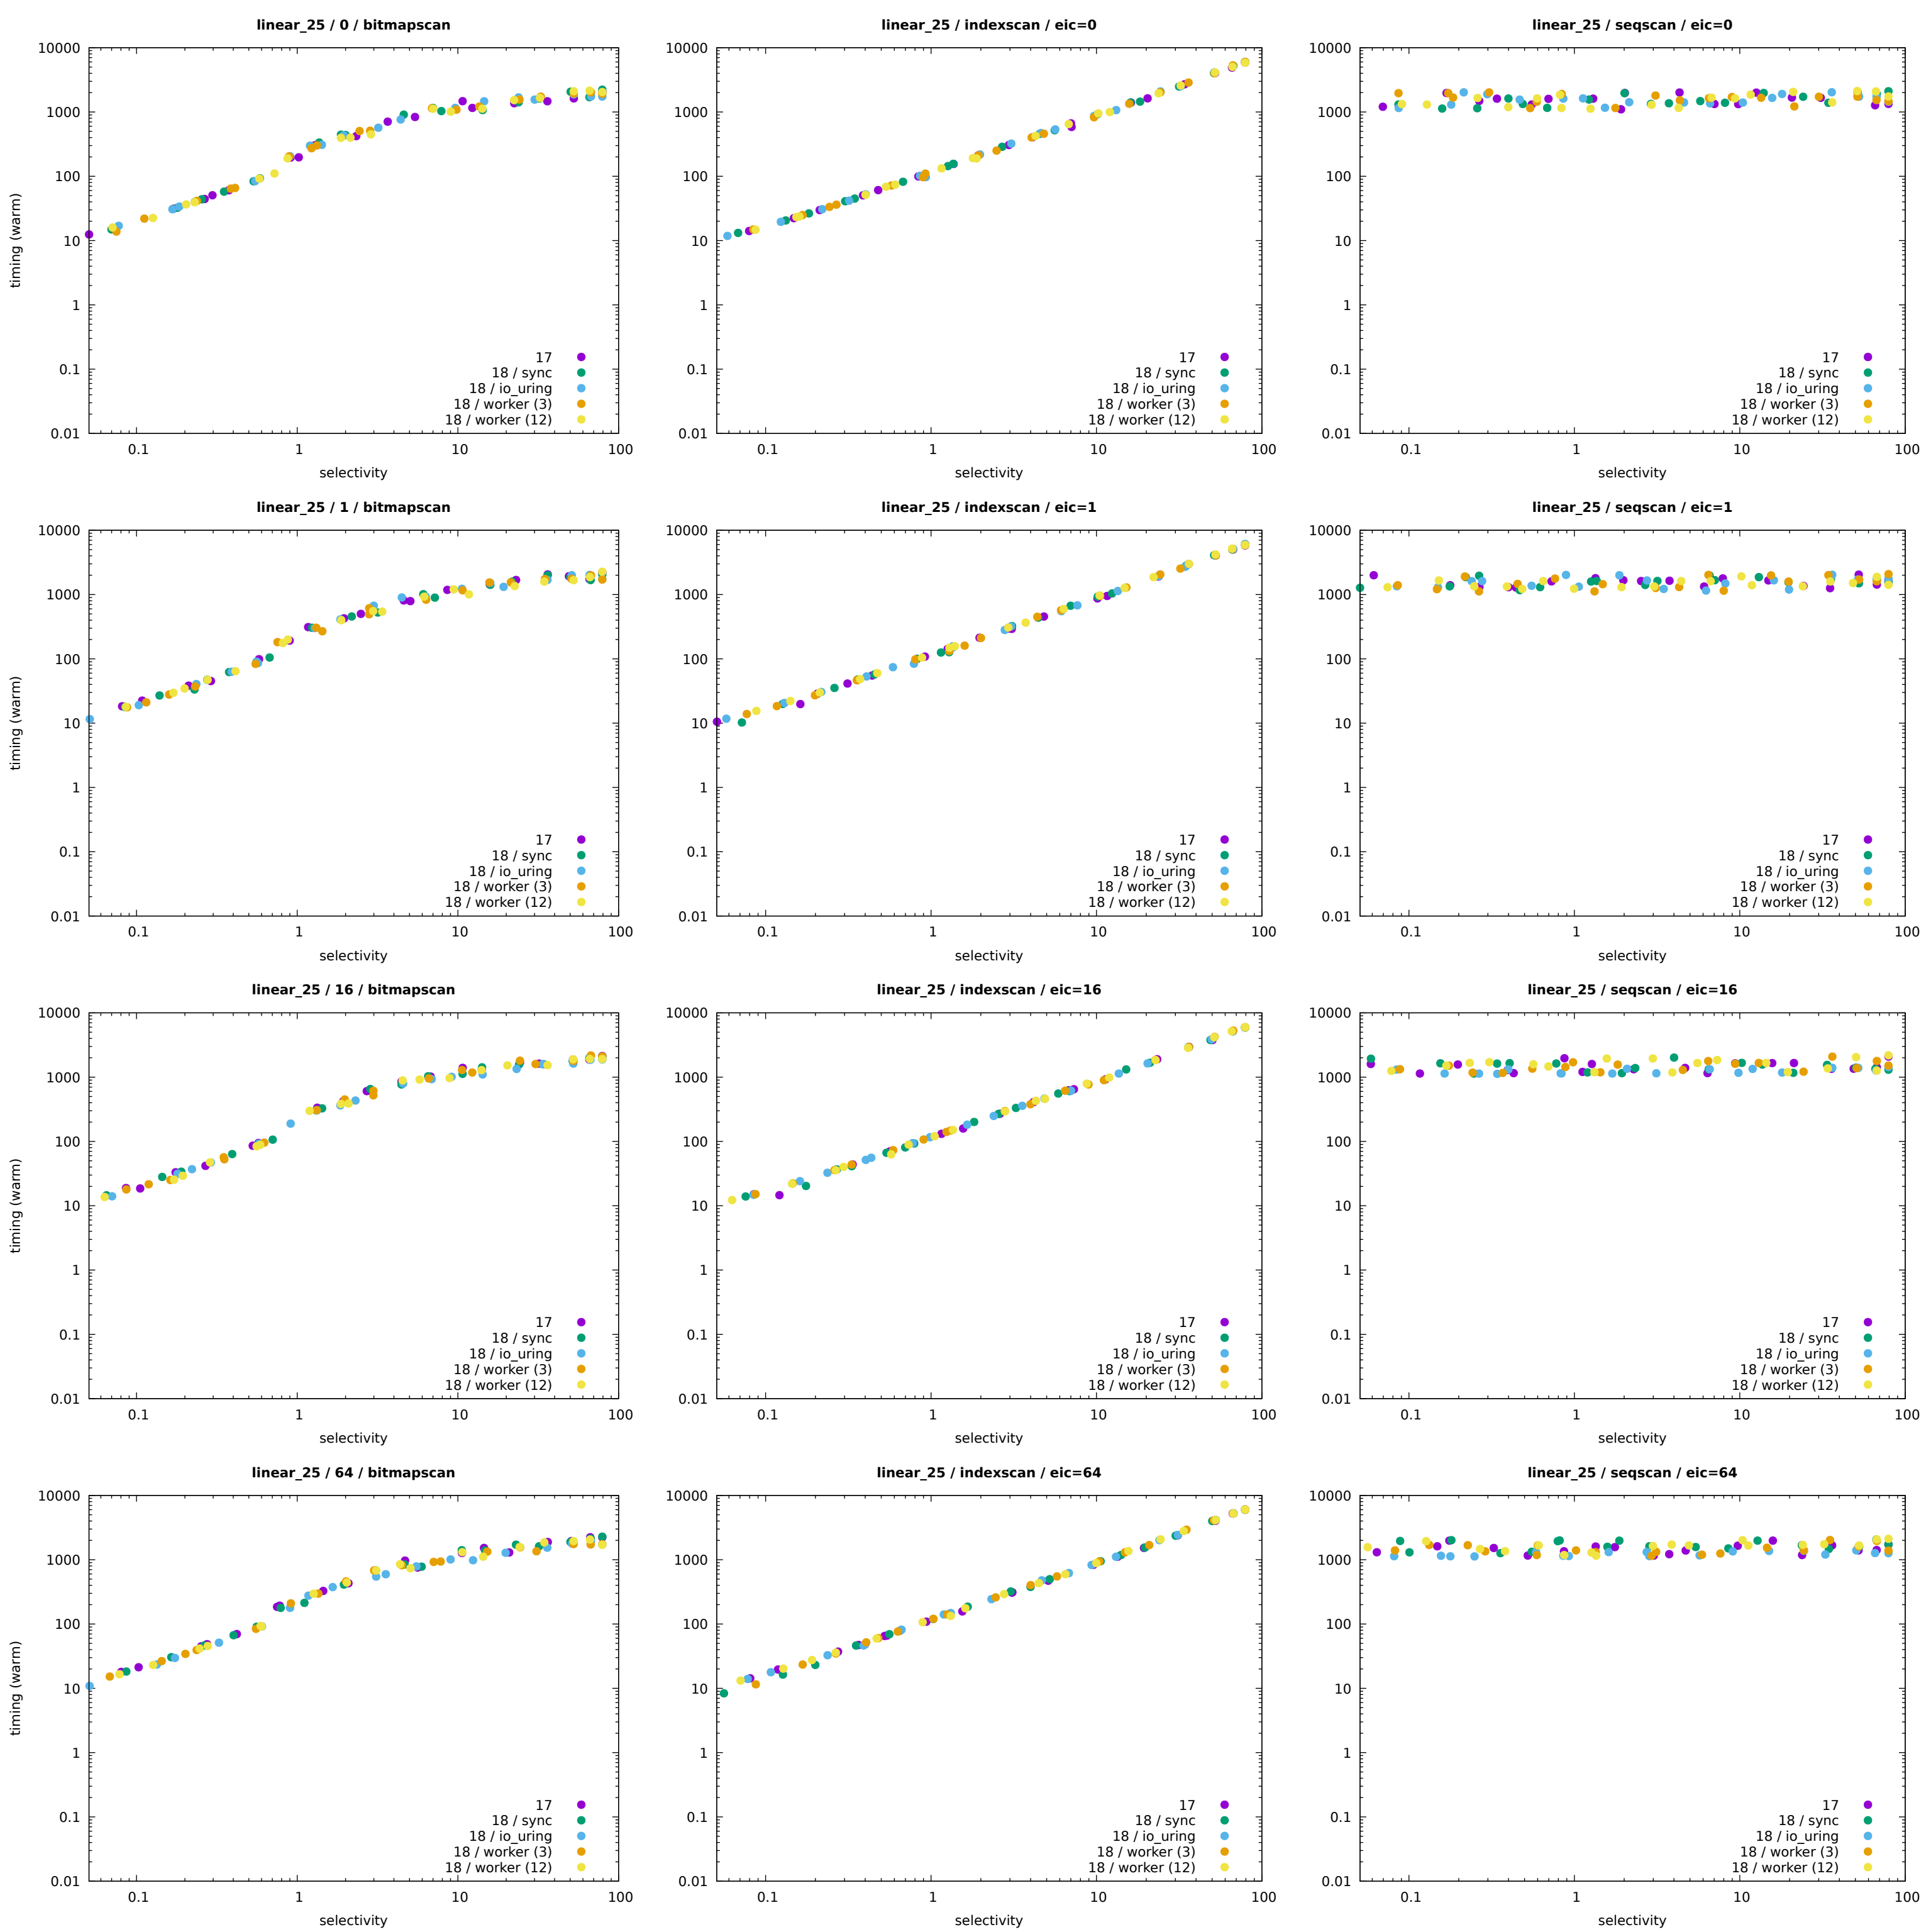 linear_25 / 0 / bitmapscan
10000
1000
100
10
1
0.1
0.01
timing (warm)
17
18 / sync
18 / io_uring
18 / worker (3)
18 / worker (12)
0.1
1
10
100
selectivity
linear_25 / indexscan / eic=0
10000
1000
100
10
1
0.1
0.01
17
18 / sync
18 / io_uring
18 / worker (3)
18 / worker (12)
0.1
1
10
100
selectivity
linear_25 / seqscan / eic=0
10000
1000
100
10
1
0.1
0.01
17
18 / sync
18 / io_uring
18 / worker (3)
18 / worker (12)
0.1
1
10
100
selectivity
linear_25 / 1 / bitmapscan
10000
1000
100
10
1
0.1
0.01
timing (warm)
17
18 / sync
18 / io_uring
18 / worker (3)
18 / worker (12)
0.1
1
10
100
selectivity
linear_25 / indexscan / eic=1
10000
1000
100
10
1
0.1
0.01
17
18 / sync
18 / io_uring
18 / worker (3)
18 / worker (12)
0.1
1
10
100
selectivity
linear_25 / seqscan / eic=1
10000
1000
100
10
1
0.1
0.01
17
18 / sync
18 / io_uring
18 / worker (3)
18 / worker (12)
0.1
1
10
100
selectivity
linear_25 / 16 / bitmapscan
10000
1000
100
10
1
0.1
0.01
timing (warm)
17
18 / sync
18 / io_uring
18 / worker (3)
18 / worker (12)
0.1
1
10
100
selectivity
linear_25 / indexscan / eic=16
10000
1000
100
10
1
0.1
0.01
17
18 / sync
18 / io_uring
18 / worker (3)
18 / worker (12)
0.1
1
10
100
selectivity
linear_25 / seqscan / eic=16
10000
1000
100
10
1
0.1
0.01
17
18 / sync
18 / io_uring
18 / worker (3)
18 / worker (12)
0.1
1
10
100
selectivity
linear_25 / 64 / bitmapscan
10000
1000
100
10
1
0.1
0.01
timing (warm)
17
18 / sync
18 / io_uring
18 / worker (3)
18 / worker (12)
0.1
1
10
100
selectivity
linear_25 / indexscan / eic=64
10000
1000
100
10
1
0.1
0.01
17
18 / sync
18 / io_uring
18 / worker (3)
18 / worker (12)
0.1
1
10
100
selectivity
linear_25 / seqscan / eic=64
10000
1000
100
10
1
0.1
0.01
17
18 / sync
18 / io_uring
18 / worker (3)
18 / worker (12)
0.1
1
10
100
selectivity